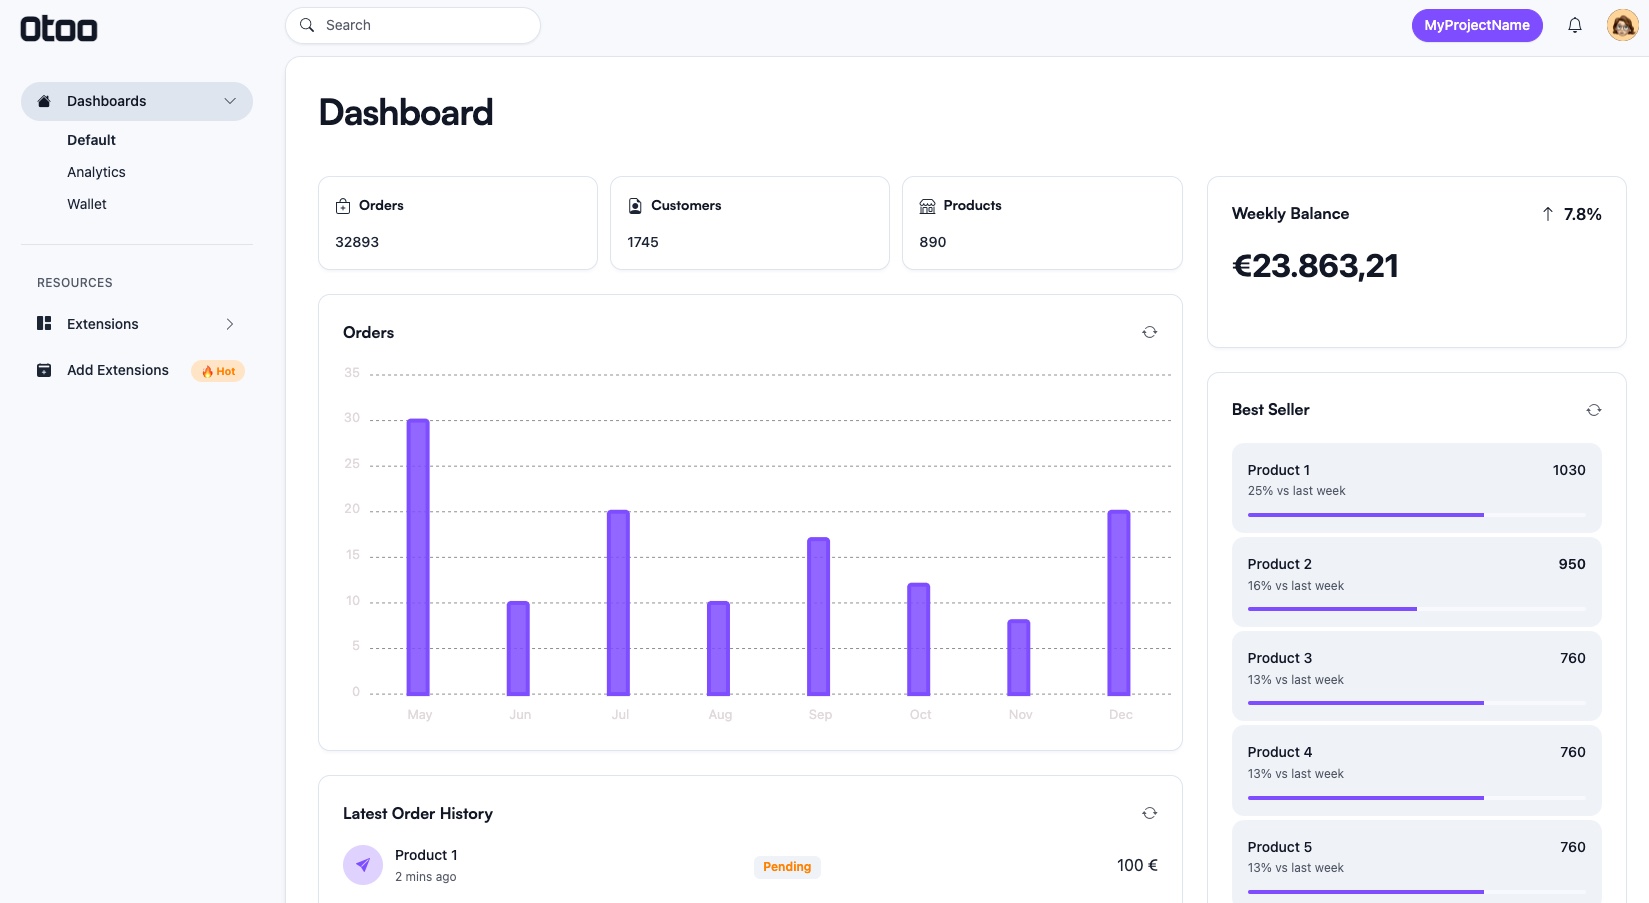 Otoo
Search
MyProjectName
Dashboards
Default
Analytics
Wallet
RESOURCES
Extensions
Add Extensions
Hot
Dashboard
Orders
32893
Customers
1745
Products
890
Weekly Balance
7.8%
€23.863,21
Orders
35
30
25
20
15
10
5
0
May Jun Jul Aug Sep Oct Nov Dec
Best Seller
Product 1 1030
25% vs last week
Product 2 950
16% vs last week
Product 3 760
13% vs last week
Product 4 760
13% vs last week
Product 5 760
13% vs last week
Latest Order History
Product 1
2 mins ago
Pending
100 €